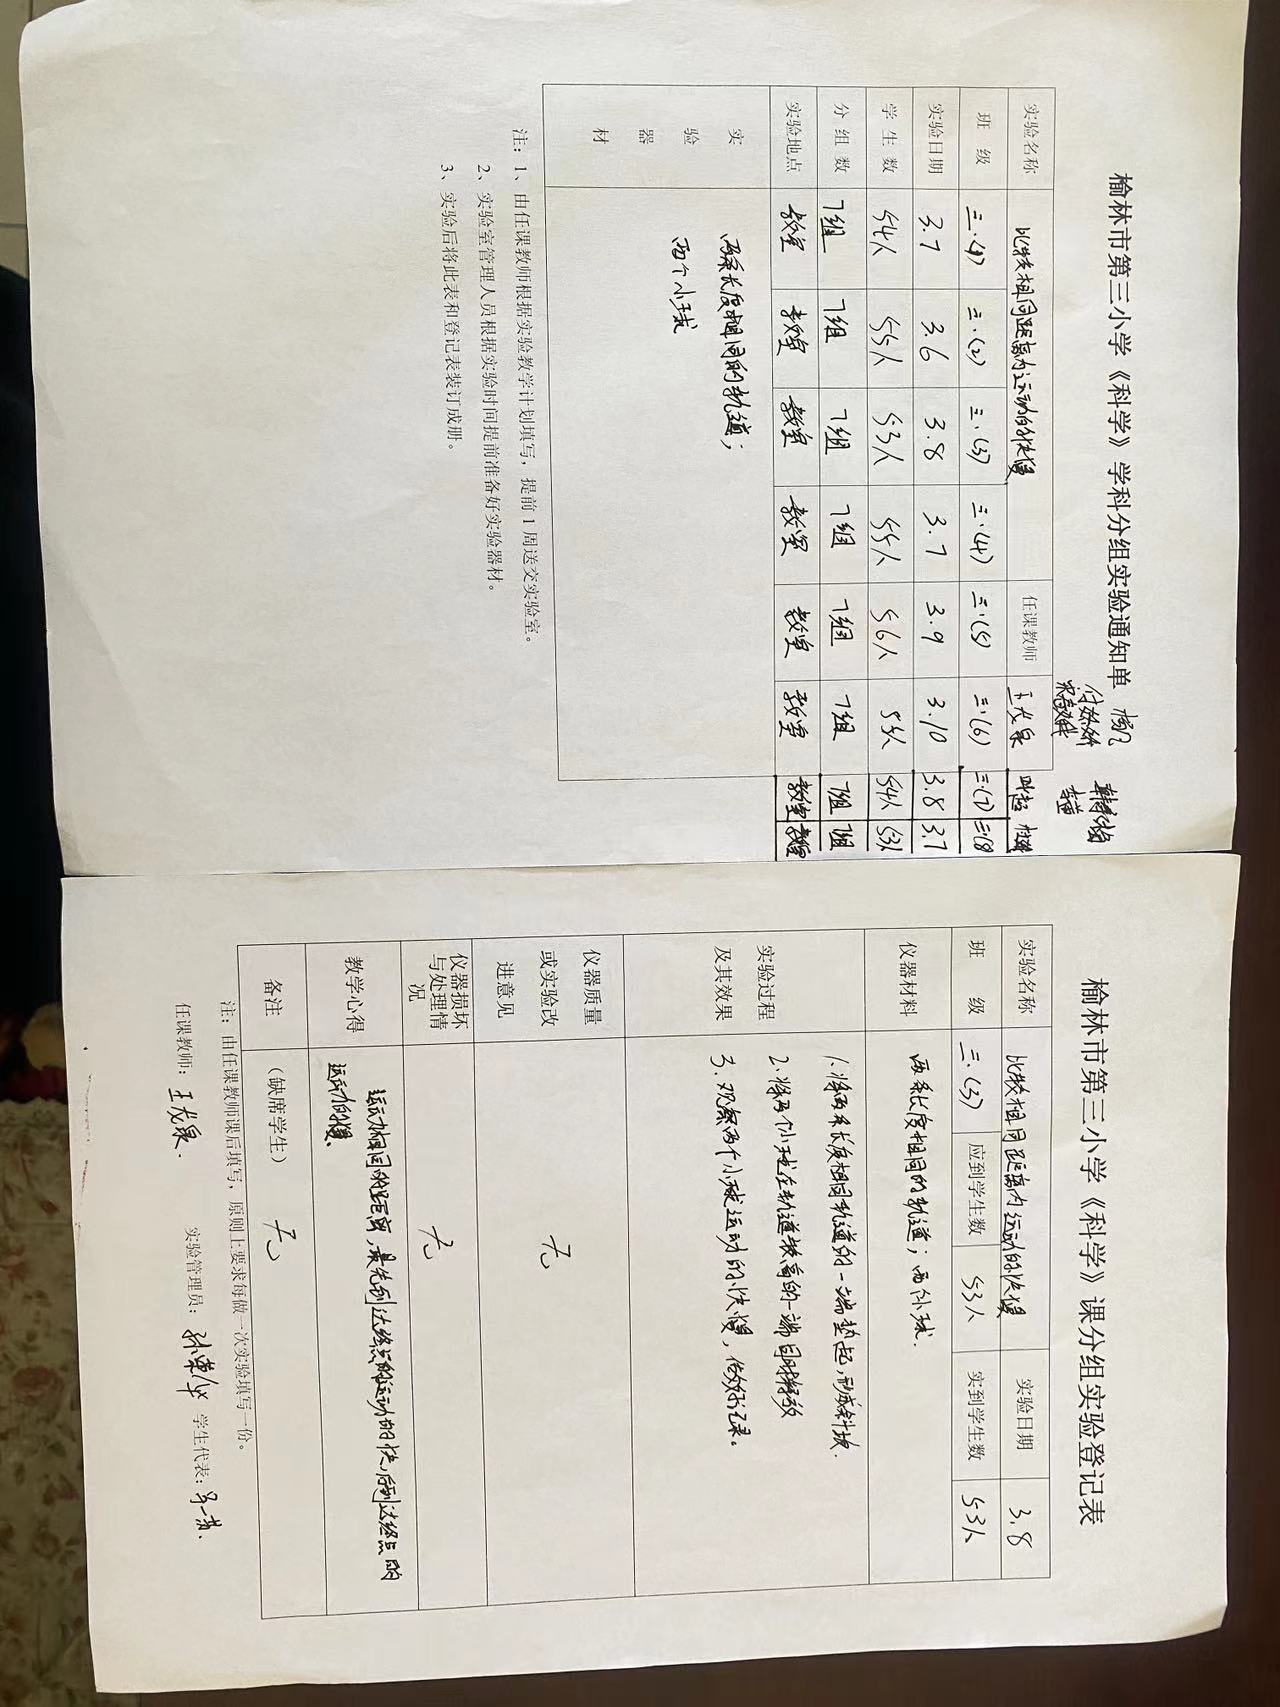 榆林市第三小学《科学》学科分组实验通知单
实验名称 比较相同距离内运动的快慢 任课教师 王成泉
班级 三.(1) 三.(2) 三.(3) 三.(4) 三.(5) 三.(6) 三.(7) 三.(8
实验日期 3.7 3.6 3.8 3.7 3.9 3.10 3.8 3.7
学生数 54人 55人 53人 55人 56人 55人 54人 53人
分组数 7组 7组 7组 7组 7组 7组 7组 7组
实验地点 教室 教室 教室 教室 教室 教室 教室 教室
实验器材
两条长度相同的轨道；
两个小球
注：1、由任课教师根据实验教学计划填写，提前1周送交实验室。
2、实验室管理人员根据实验时间提前准备好实验器材。
3、实验后将此表和登记表装订成册。
榆林市第三小学《科学》课分组实验登记表
实验名称 比较相同距离内运动的快慢 实验日期 3.8
班级 三.(3) 应到学生数 53人 实到学生数 53人
仪器材料 两条长度相同的轨道；两个小球.
实验过程及其效果
1.将两条长度相同轨道的一端垫起，形成斜坡.
2.将两个小球在轨道较高的一端同时释放
3.观察两个小球运动的快慢，做好记录。
仪器质量或实验改进意见 无
仪器损坏与处理情况 无
教学心得 运动相同的距离，最先到达终点的运动的快，后到达终点的
运动的慢.
备注 （缺席学生） 无
注：由任课教师课后填写，原则上要求每做一次实验填写一份。
任课教师：王成泉. 实验管理员： 学生代表：